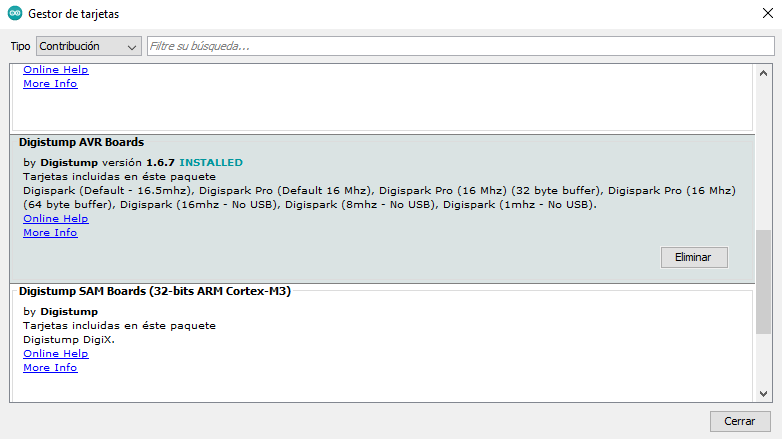 Gestor de tarjetas
Tipo Contribución Filtre su búsqueda...
Online Help
More Info
Digistump AVR Boards
by Digistump versión 1.6.7 INSTALLED
Tarjetas incluidas en éste paquete
Digispark (Default - 16.5mhz), Digispark Pro (Default 16 Mhz), Digispark Pro (16 Mhz) (32 byte buffer), Digispark Pro (16 Mhz)
(64 byte buffer), Digispark (16mhz - No USB), Digispark (8mhz - No USB), Digispark (1mhz - No USB).
Online Help
More Info
Eliminar
Digistump SAM Boards (32-bits ARM Cortex-M3)
by Digistump
Tarjetas incluidas en éste paquete
Digistump DigiX.
Online Help
More Info
Cerrar